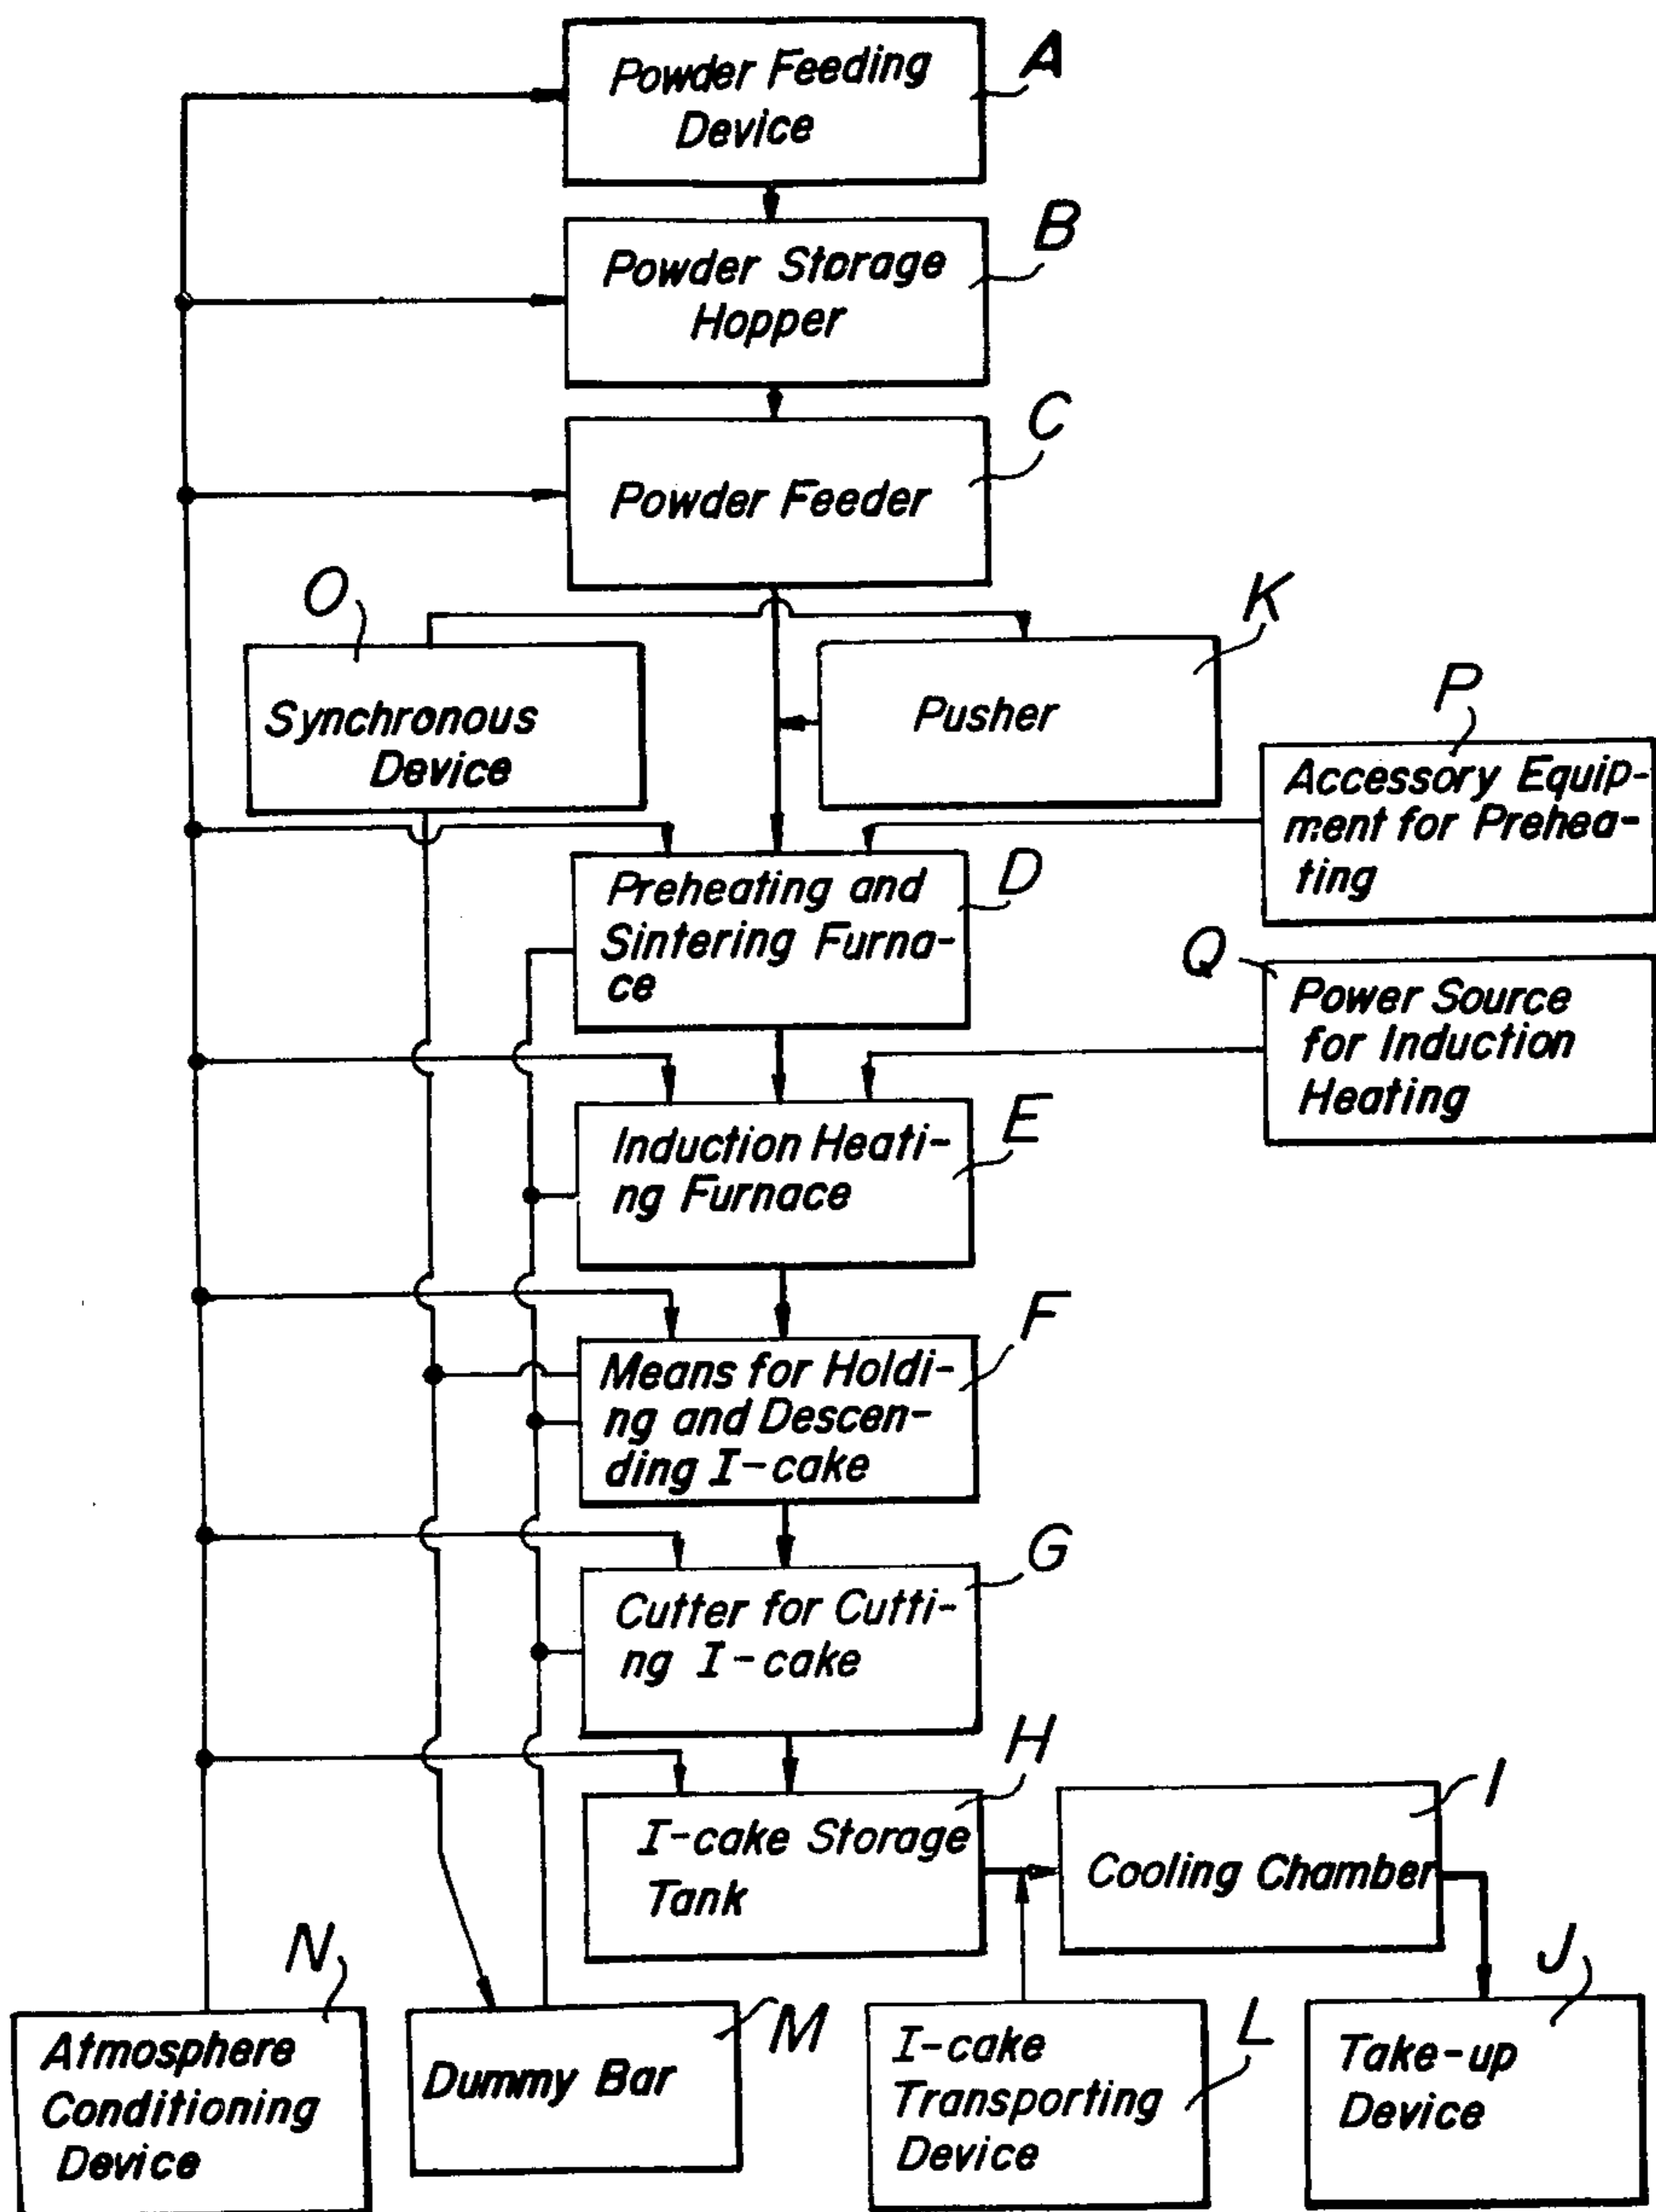 Powder Feeding
Device
A
Powder Storage
Hopper
B
Powder Feeder
C
O
Synchronous
Device
K
Pusher
P
Accessory Equip-
ment for Prehea-
ting
Preheating and
Sintering Furna-
ce
D
Q
Power Source
for Induction
Heating
Induction Heati-
ng Furnace
E
Means for Holdi-
ng and Descen-
ding I-cake
F
Cutter for Cutti-
ng I-cake
G
I-cake Storage
Tank
H
Cooling Chamber
I
N
Atmosphere
Conditioning
Device
Dummy Bar
M
I-cake
Transporting
Device
L
Take-up
Device
J